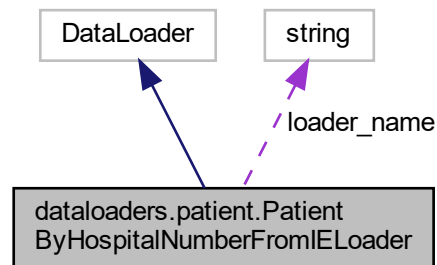 DataLoader
string
loader_name
dataloaders.patient.Patient
ByHospitalNumberFromIELoader